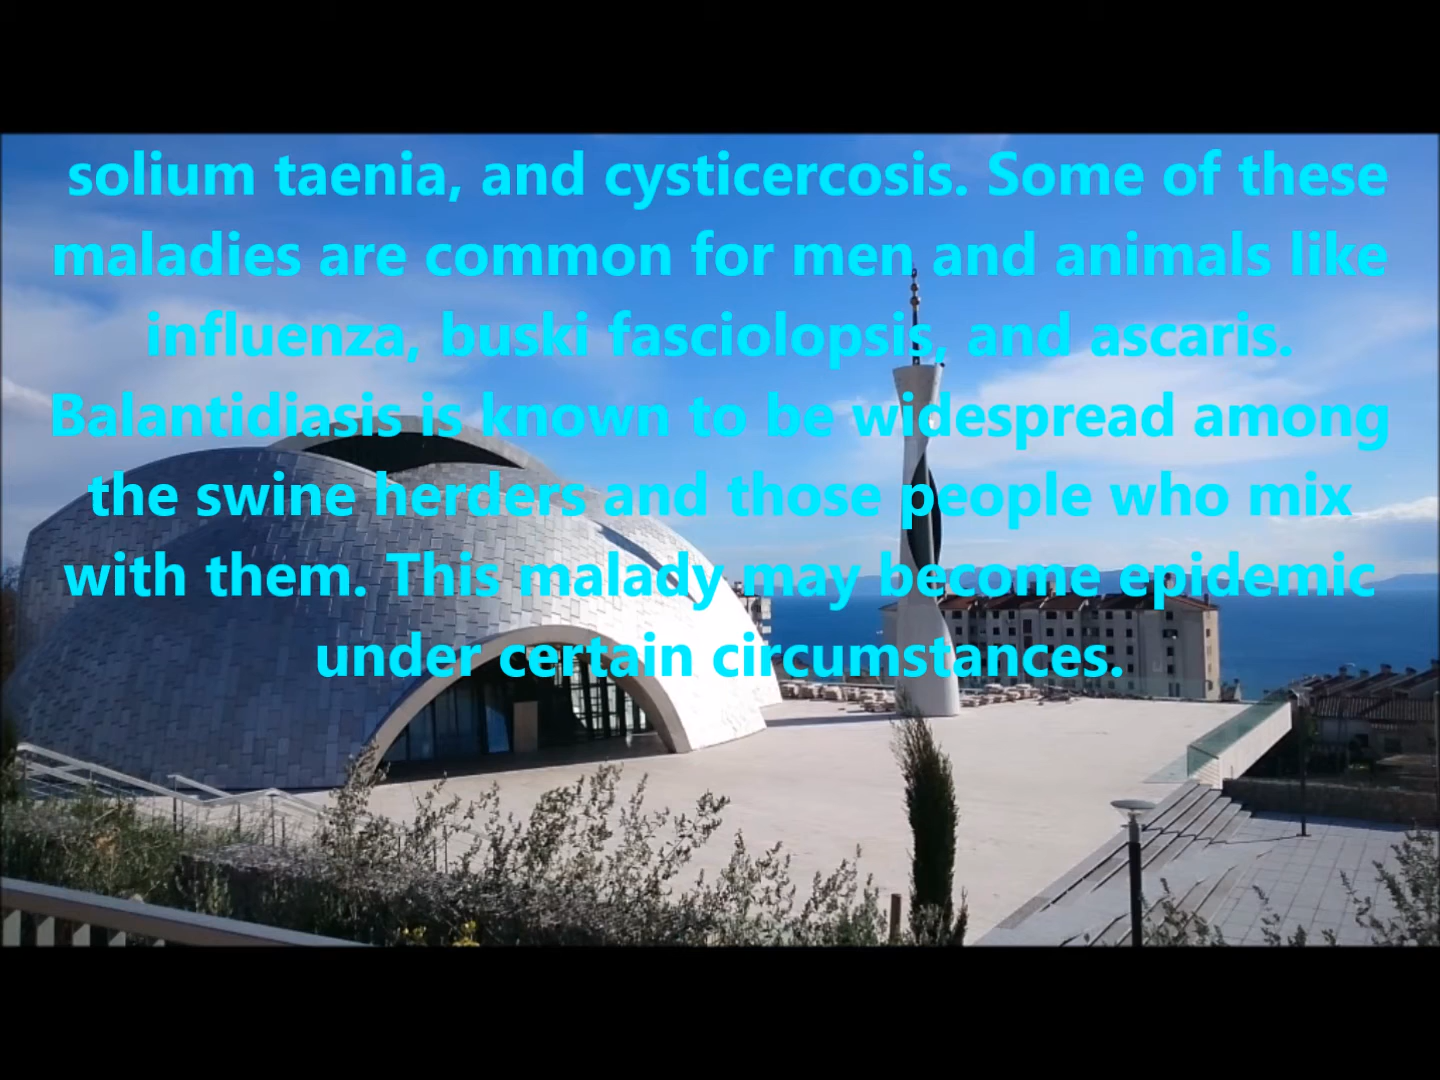 solium taenia, and cysticercosis. Some of these
maladies are common for men and animals like
influenza, buski fasciolopsis, and ascaris.
Balantidiasis is known to be widespread among
the swine herders and those people who mix
with them. This malady may become epidemic
under certain circumstances.